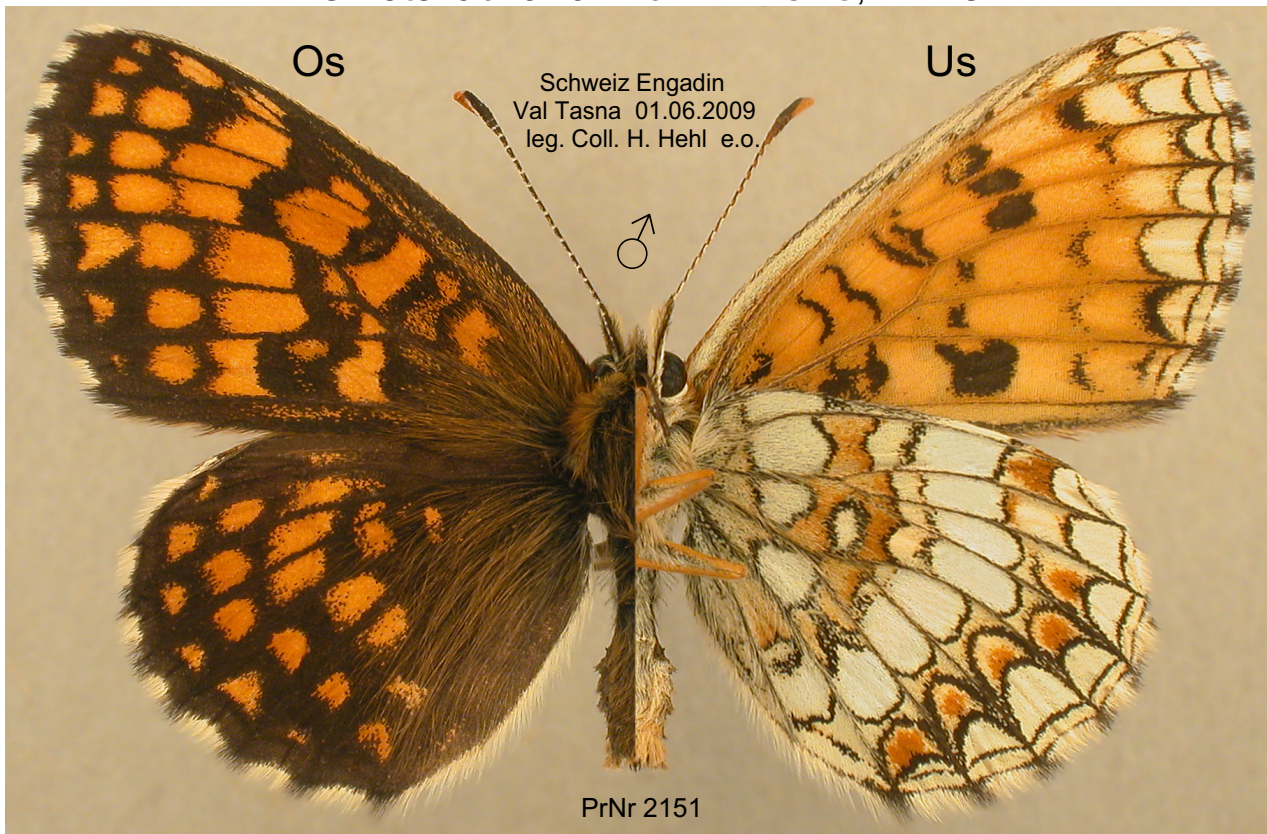 Os
Us
Schweiz Engadin
Val Tasna 01.06.2009
leg. Coll. H. Hehl e.o.
♂
PrNr 2151